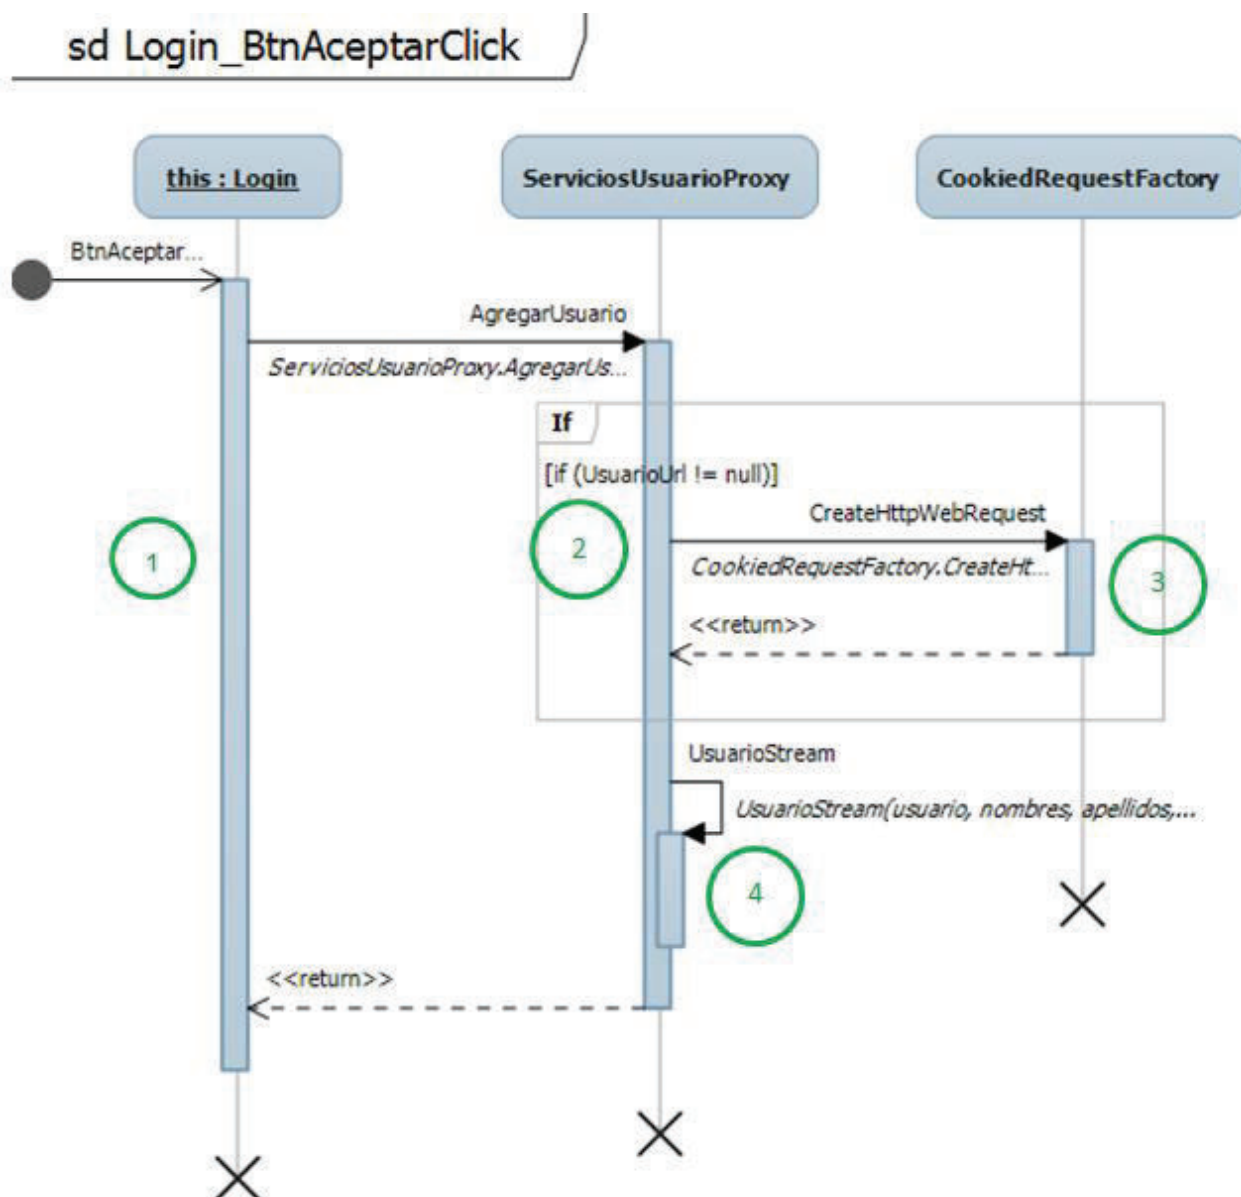 sd Login_BtnAceptarClick
this : Login
ServiciosUsuarioProxy
CookiedRequestFactory
BtnAceptar...
AgregarUsuario
ServiciosUsuarioProxy.AgregarUs...
If
[if (UsuarioUrl != null)]
CreateHttpWebRequest
1
2
CookiedRequestFactory.CreateHt...
3
<<return>>
UsuarioStream
UsuarioStream(usuario, nombres, apellidos,...
4
<<return>>